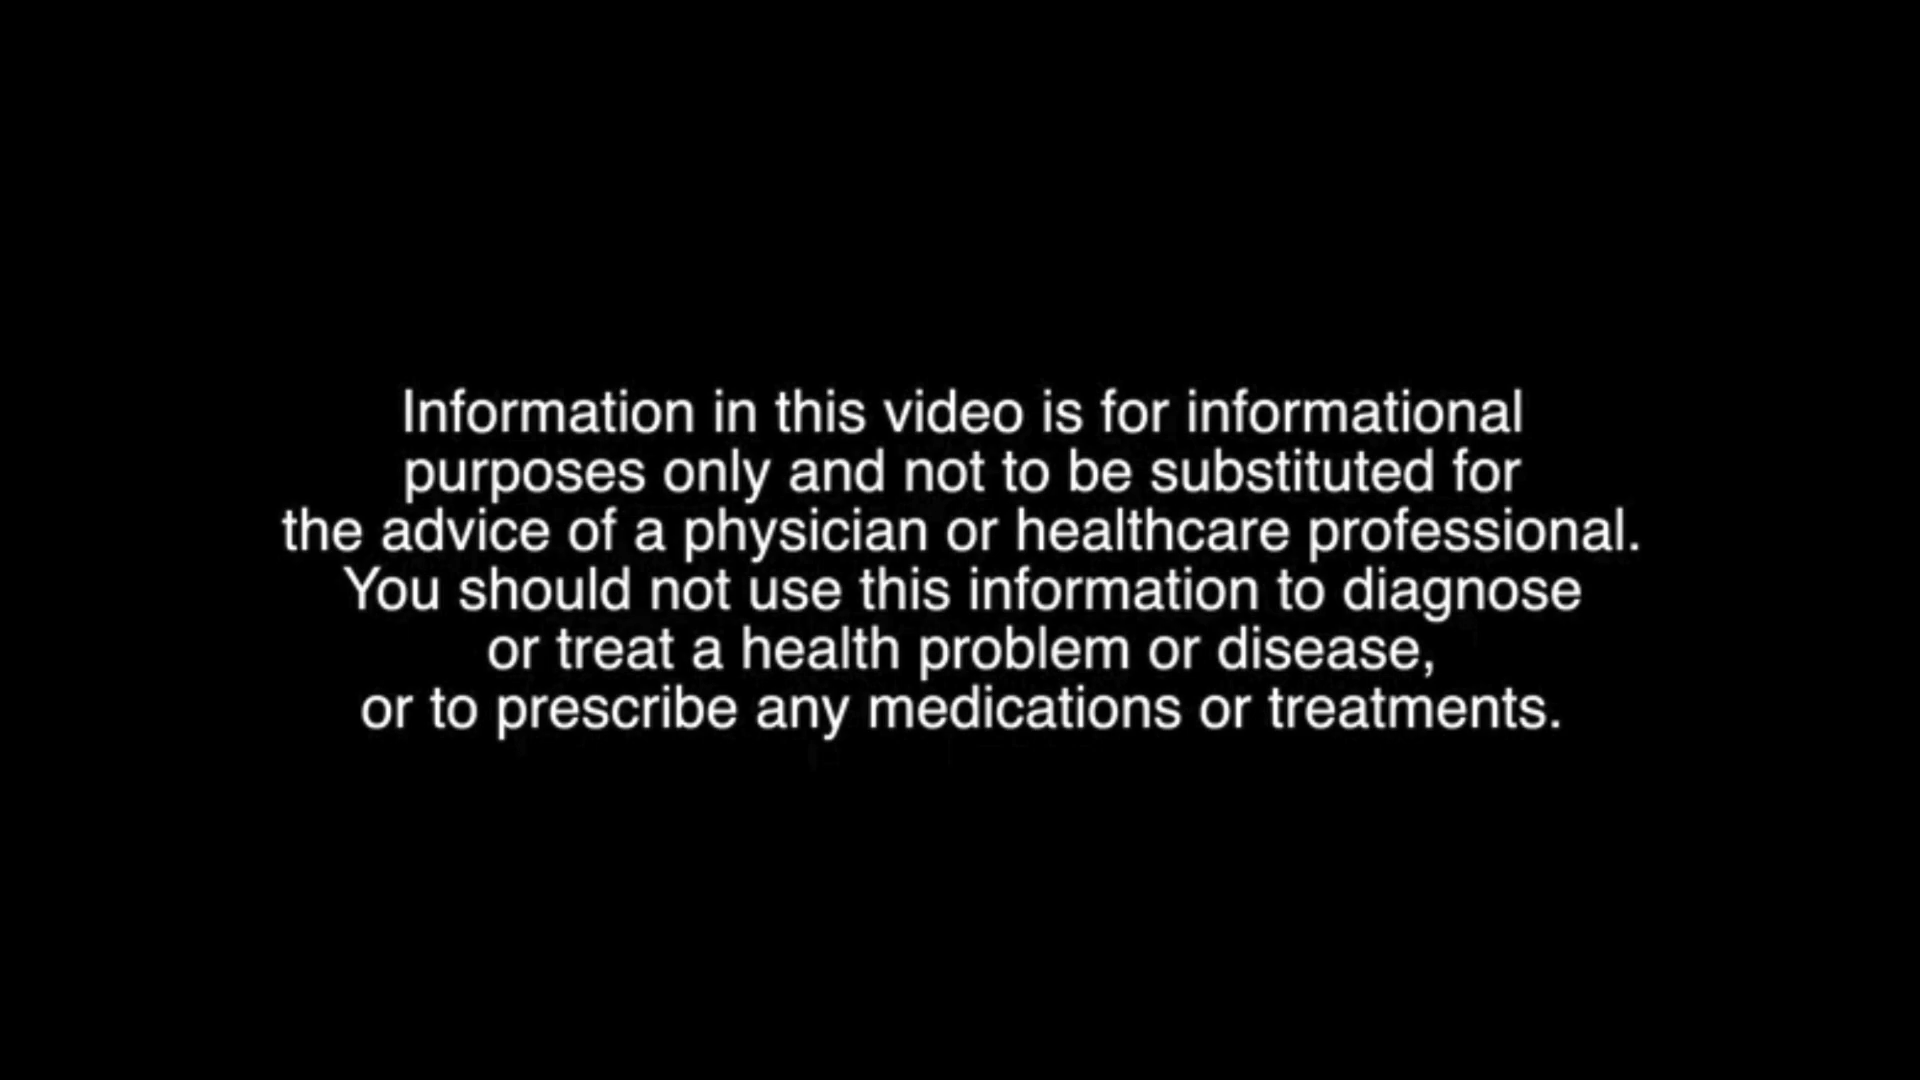 Information in this video is for informational
purposes only and not to be substituted for
the advice of a physician or healthcare professional.
You should not use this information to diagnose
or treat a health problem or disease,
or to prescribe any medications or treatments.